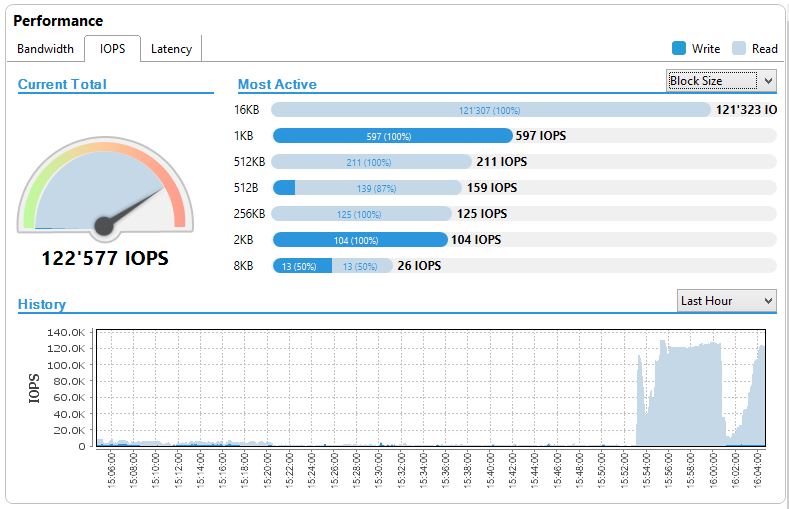 Performance
Bandwidth IOPS Latency
Write Read
Current Total
Most Active
Block Size
16KB 121'307 (100%) 121'323 IO
1KB 597 (100%) 597 IOPS
512KB 211 (100%) 211 IOPS
512B 139 (87%) 159 IOPS
256KB 125 (100%) 125 IOPS
2KB 104 (100%) 104 IOPS
8KB 13 (50%) 13 (50%) 26 IOPS
122'577 IOPS
History
Last Hour
IOPS
140.0K
120.0K
100.0K
80.0K
60.0K
40.0K
20.0K
0
15:06:00 15:08:00 15:10:00 15:12:00 15:14:00 15:16:00 15:18:00 15:20:00 15:22:00 15:24:00 15:26:00 15:28:00 15:30:00 15:32:00 15:34:00 15:36:00 15:38:00 15:40:00 15:42:00 15:44:00 15:46:00 15:48:00 15:50:00 15:52:00 15:54:00 15:56:00 15:58:00 16:00:00 16:02:00 16:04:00